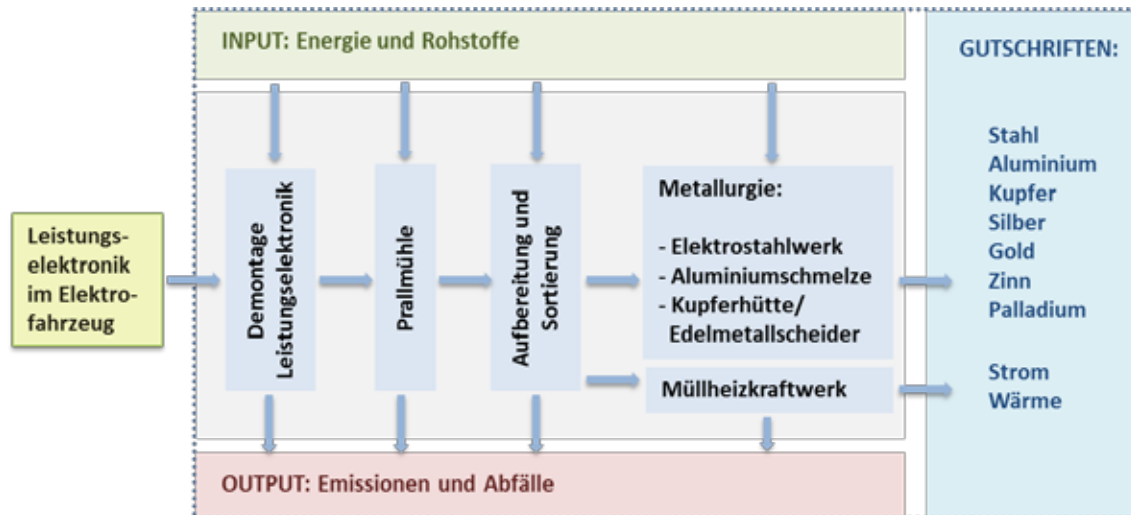 INPUT: Energie und Rohstoffe
GUTSCHRIFTEN:
Leistungs-
elektronik
im Elektro-
fahrzeug
Demontage
Leistungselektronik
Prallmühle
Aufbereitung und
Sortierung
Metallurgie:
- Elektrostahlwerk
- Aluminiumschmelze
- Kupferhütte/
Edelmetallscheider
Müllheizkraftwerk
Stahl
Aluminium
Kupfer
Silber
Gold
Zinn
Palladium
Strom
Wärme
OUTPUT: Emissionen und Abfälle